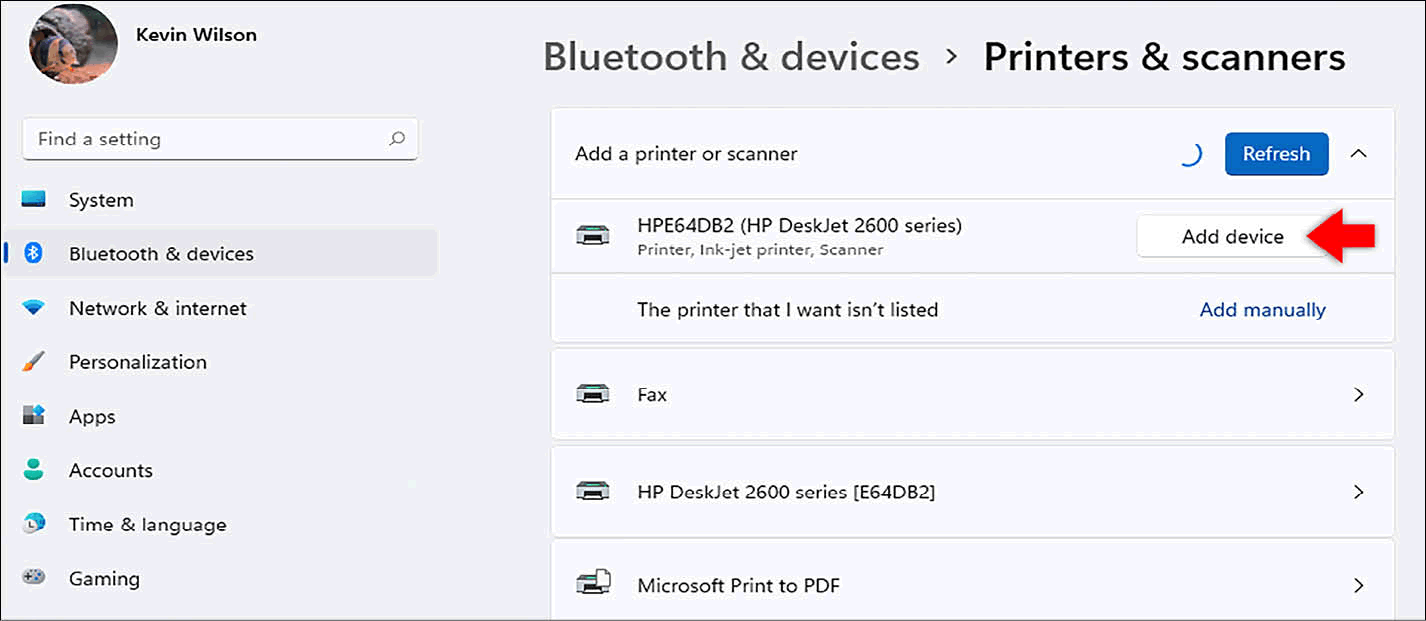 Kevin Wilson
Find a setting
System
Bluetooth & devices
Network & internet
Personalization
Apps
Accounts
Time & language
Gaming
Bluetooth & devices > Printers & scanners
Add a printer or scanner
Refresh
HPE64DB2 (HP DeskJet 2600 series)
Printer, Ink-jet printer, Scanner
Add device
The printer that I want isn’t listed
Add manually
Fax
HP DeskJet 2600 series [E64DB2]
Microsoft Print to PDF